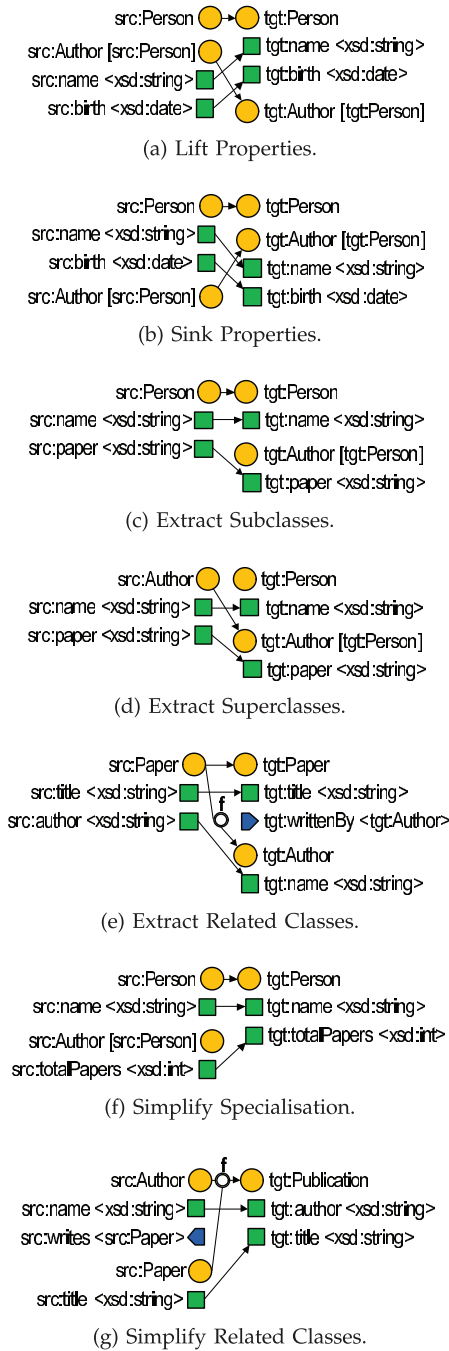 src:Person tgt:Person
src:Author [src:Person] tgt:name <xsd:string>
src:name <xsd:string> tgt:birth <xsd:date>
src:birth <xsd:date> tgt:Author [tgt:Person]
(a) Lift Properties.
src:Person tgt:Person
src:name <xsd:string> tgt:Author [tgt:Person]
src:birth <xsd:date> tgt:name <xsd:string>
src:Author [src:Person] tgt:birth <xsd:date>
(b) Sink Properties.
src:Person tgt:Person
src:name <xsd:string> tgt:name <xsd:string>
src:paper <xsd:string> tgt:Author [tgt:Person]
tgt:paper <xsd:string>
(c) Extract Subclasses.
src:Author tgt:Person
src:name <xsd:string> tgt:name <xsd:string>
src:paper <xsd:string> tgt:Author [tgt:Person]
tgt:paper <xsd:string>
(d) Extract Superclasses.
src:Paper tgt:Paper
src:title <xsd:string> tgt:title <xsd:string>
f
src:author <xsd:string> tgt:writtenBy <tgt:Author>
tgt:Author
tgt:name <xsd:string>
(e) Extract Related Classes.
src:Person tgt:Person
src:name <xsd:string> tgt:name <xsd:string>
src:Author [src:Person] tgt:totalPapers <xsd:int>
src:totalPapers <xsd:int>
(f) Simplify Specialisation.
f
src:Author tgt:Publication
src:name <xsd:string> tgt:author <xsd:string>
src:writes <src:Paper> tgt:title <xsd:string>
src:Paper
src:title <xsd:string>
(g) Simplify Related Classes.